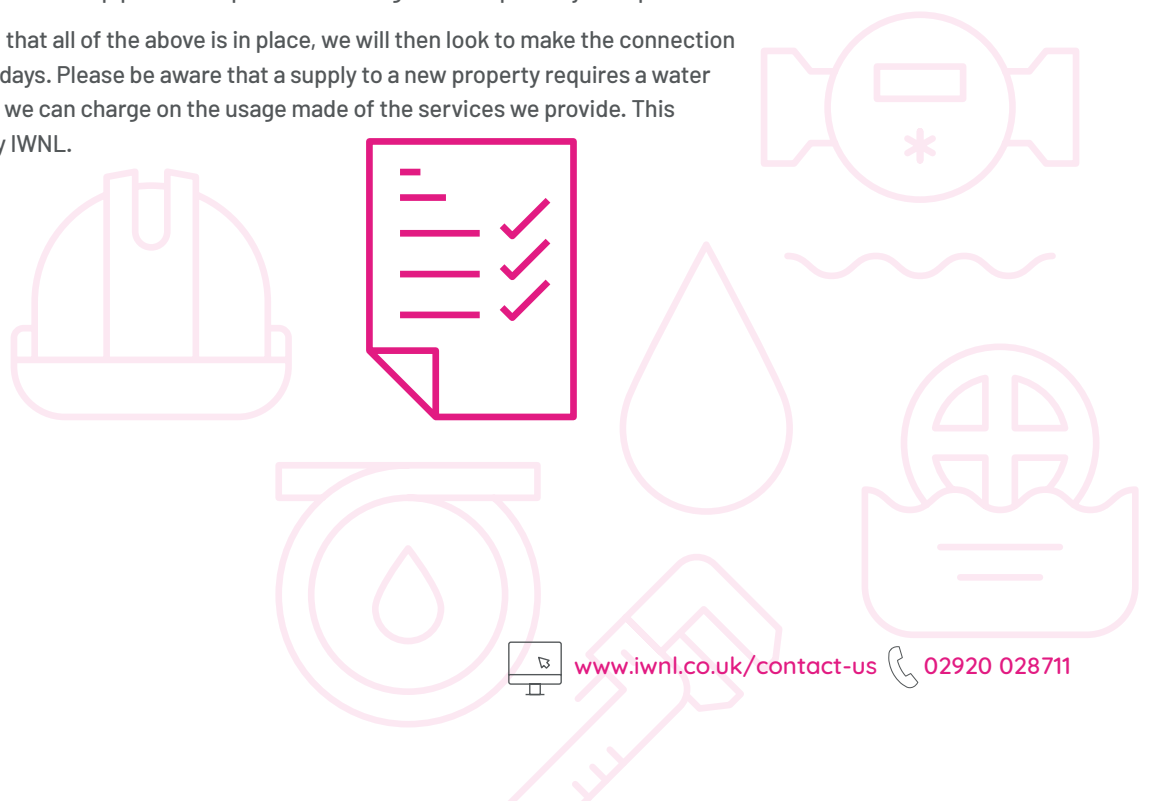 that all of the above is in place, we will then look to make the connection
days. Please be aware that a supply to a new property requires a water
we can charge on the usage made of the services we provide. This
IWNL.
www.iwnl.co.uk/contact-us 02920 028711